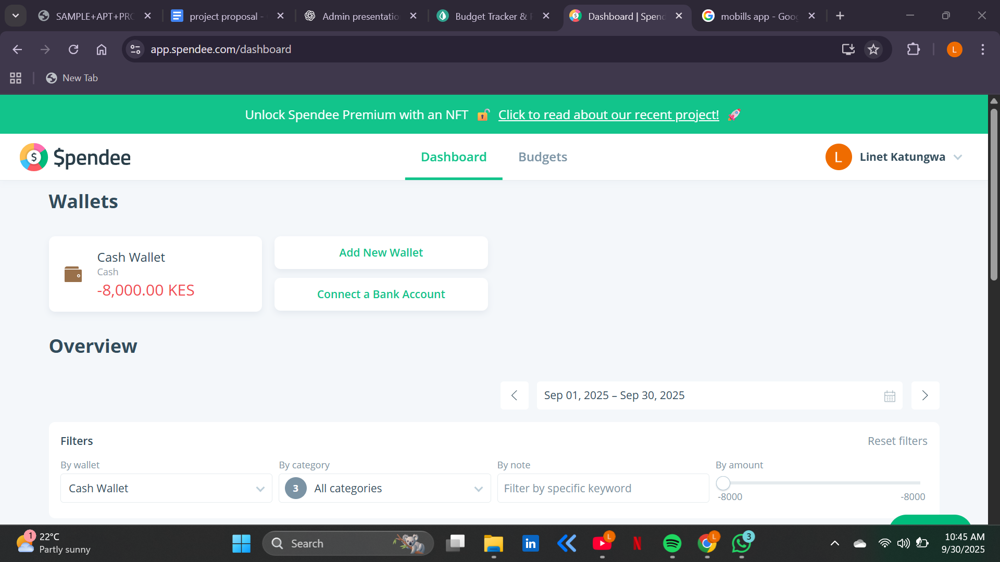 SAMPLE+APT+PRO
project proposal -
Admin presentatio
Budget Tracker &
Dashboard | Spend
mobills app - Goog
app.spendee.com/dashboard
L
New Tab
Unlock Spendee Premium with an NFT 🔓 Click to read about our recent project! 🚀
Spendee
Dashboard
Budgets
L
Linet Katungwa
Wallets
Cash Wallet
Cash
-8,000.00 KES
Add New Wallet
Connect a Bank Account
Overview
Sep 01, 2025 – Sep 30, 2025
Filters
Reset filters
By wallet
By category
By note
By amount
Cash Wallet
3 All categories
Filter by specific keyword
-8000
-8000
1
22°C
Partly sunny
Search
in
L
N
L
3
10:45 AM
9/30/2025